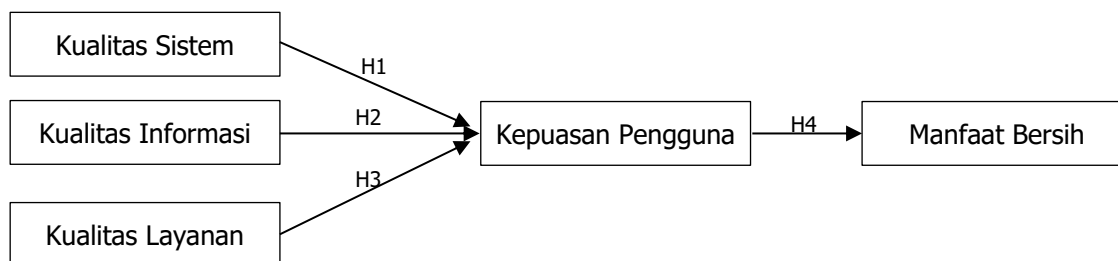 Kualitas Sistem
H1
Kualitas Informasi
H2
Kepuasan Pengguna
H4
Manfaat Bersih
H3
Kualitas Layanan